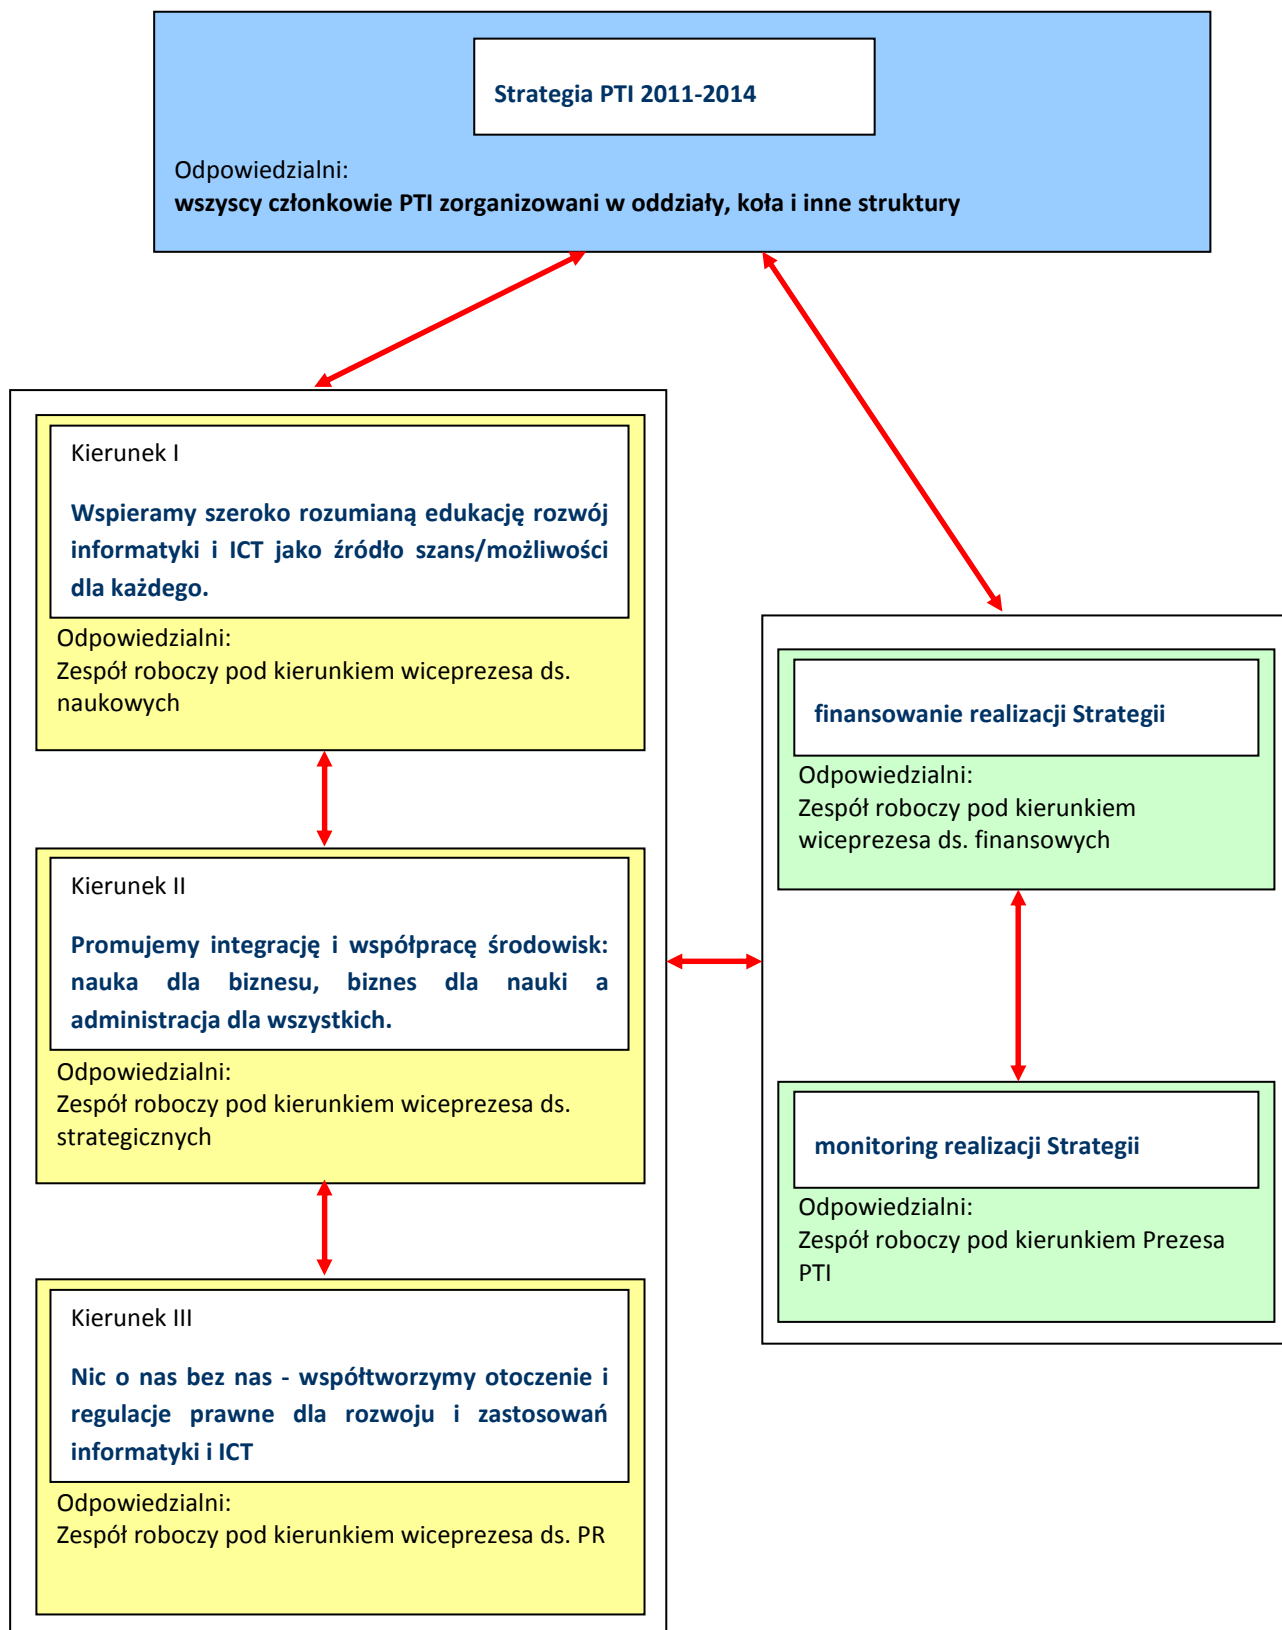 Strategia PTI 2011-2014
Odpowiedzialni:
wszyscy członkowie PTI zorganizowani w oddziały, koła i inne struktury
Kierunek I
Wspieramy szeroko rozumianą edukację rozwój
informatyki i ICT jako źródło szans/możliwości
dla każdego.
Odpowiedzialni:
Zespół roboczy pod kierunkiem wiceprezesa ds.
naukowych
Kierunek II
Promujemy integrację i współpracę środowisk:
nauka dla biznesu, biznes dla nauki a
administracja dla wszystkich.
Odpowiedzialni:
Zespół roboczy pod kierunkiem wiceprezesa ds.
strategicznych
Kierunek III
Nic o nas bez nas - współtworzymy otoczenie i
regulacje prawne dla rozwoju i zastosowań
informatyki i ICT
Odpowiedzialni:
Zespół roboczy pod kierunkiem wiceprezesa ds. PR
finansowanie realizacji Strategii
Odpowiedzialni:
Zespół roboczy pod kierunkiem
wiceprezesa ds. finansowych
monitoring realizacji Strategii
Odpowiedzialni:
Zespół roboczy pod kierunkiem Prezesa
PTI